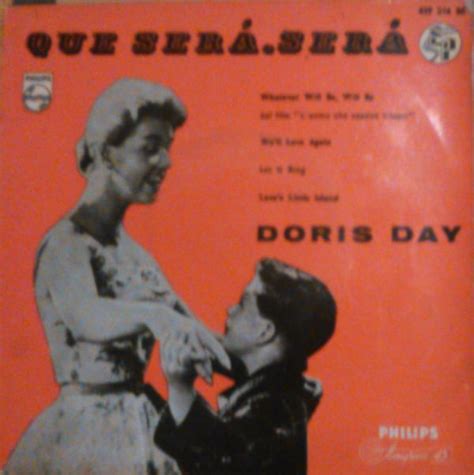 QUE SERÁ.SERÁ
PHILIPS
Whatever Will Be, Will Be
We'll Love Again
Let it Ring
Love's Little Island
DORIS DAY
PHILIPS